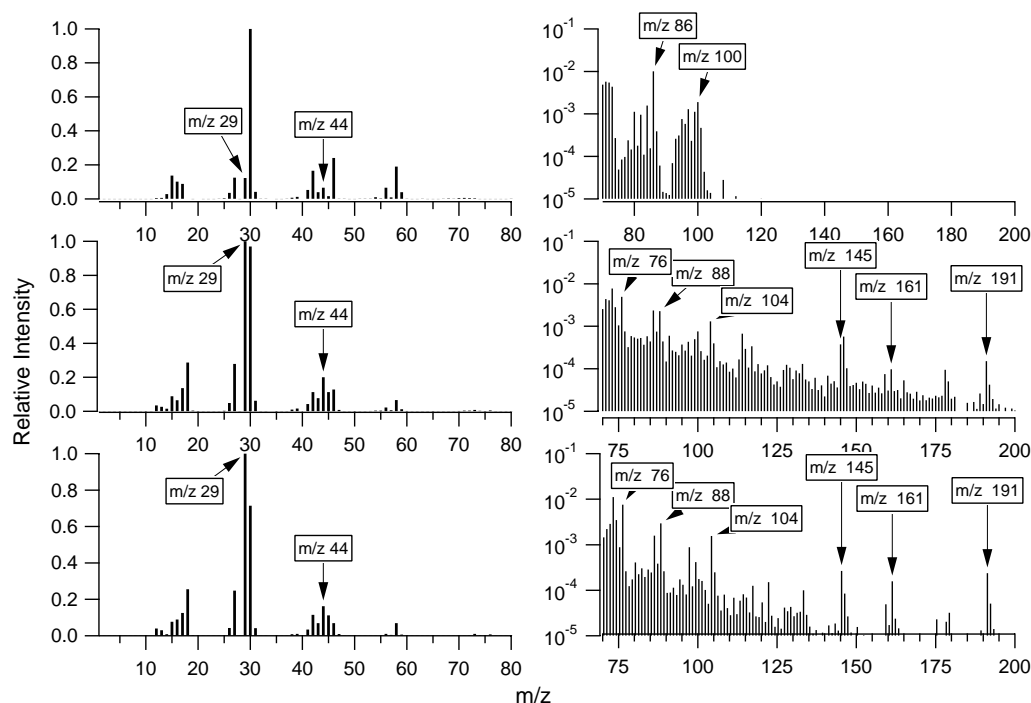 1.0
0.8
0.6
0.4
0.2
0.0
m/z 29
m/z 44
10 20 30 40 50 60 70 80
10-1
10-2
10-3
10-4
10-5
m/z 86
m/z 100
80 100 120 140 160 180 200
Relative Intensity
1.0
0.8
0.6
0.4
0.2
0.0
m/z 29
m/z 44
10 20 30 40 50 60 70 80
10-1
10-2
10-3
10-4
10-5
m/z 76
m/z 88
m/z 104
m/z 145
m/z 161
m/z 191
75 100 125 150 175 200
1.0
0.8
0.6
0.4
0.2
0.0
m/z 29
m/z 44
10 20 30 40 50 60 70 80
10-1
10-2
10-3
10-4
10-5
m/z 76
m/z 88
m/z 104
m/z 145
m/z 161
m/z 191
75 100 125 150 175 200
m/z